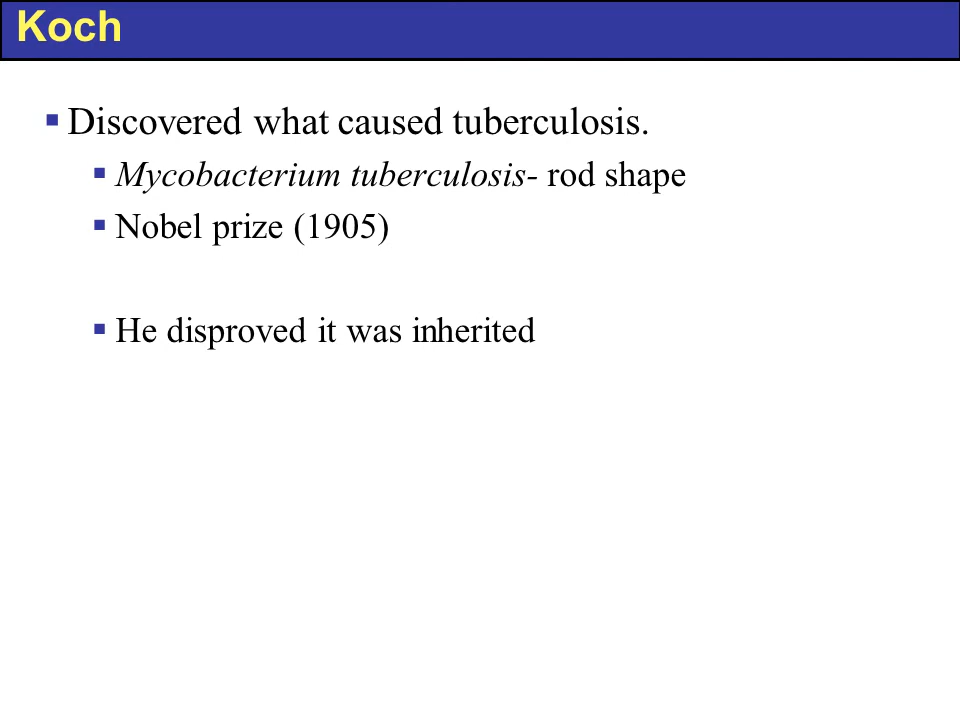 Koch
▪ Discovered what caused tuberculosis.
▪ Mycobacterium tuberculosis- rod shape
▪ Nobel prize (1905)
▪ He disproved it was inherited